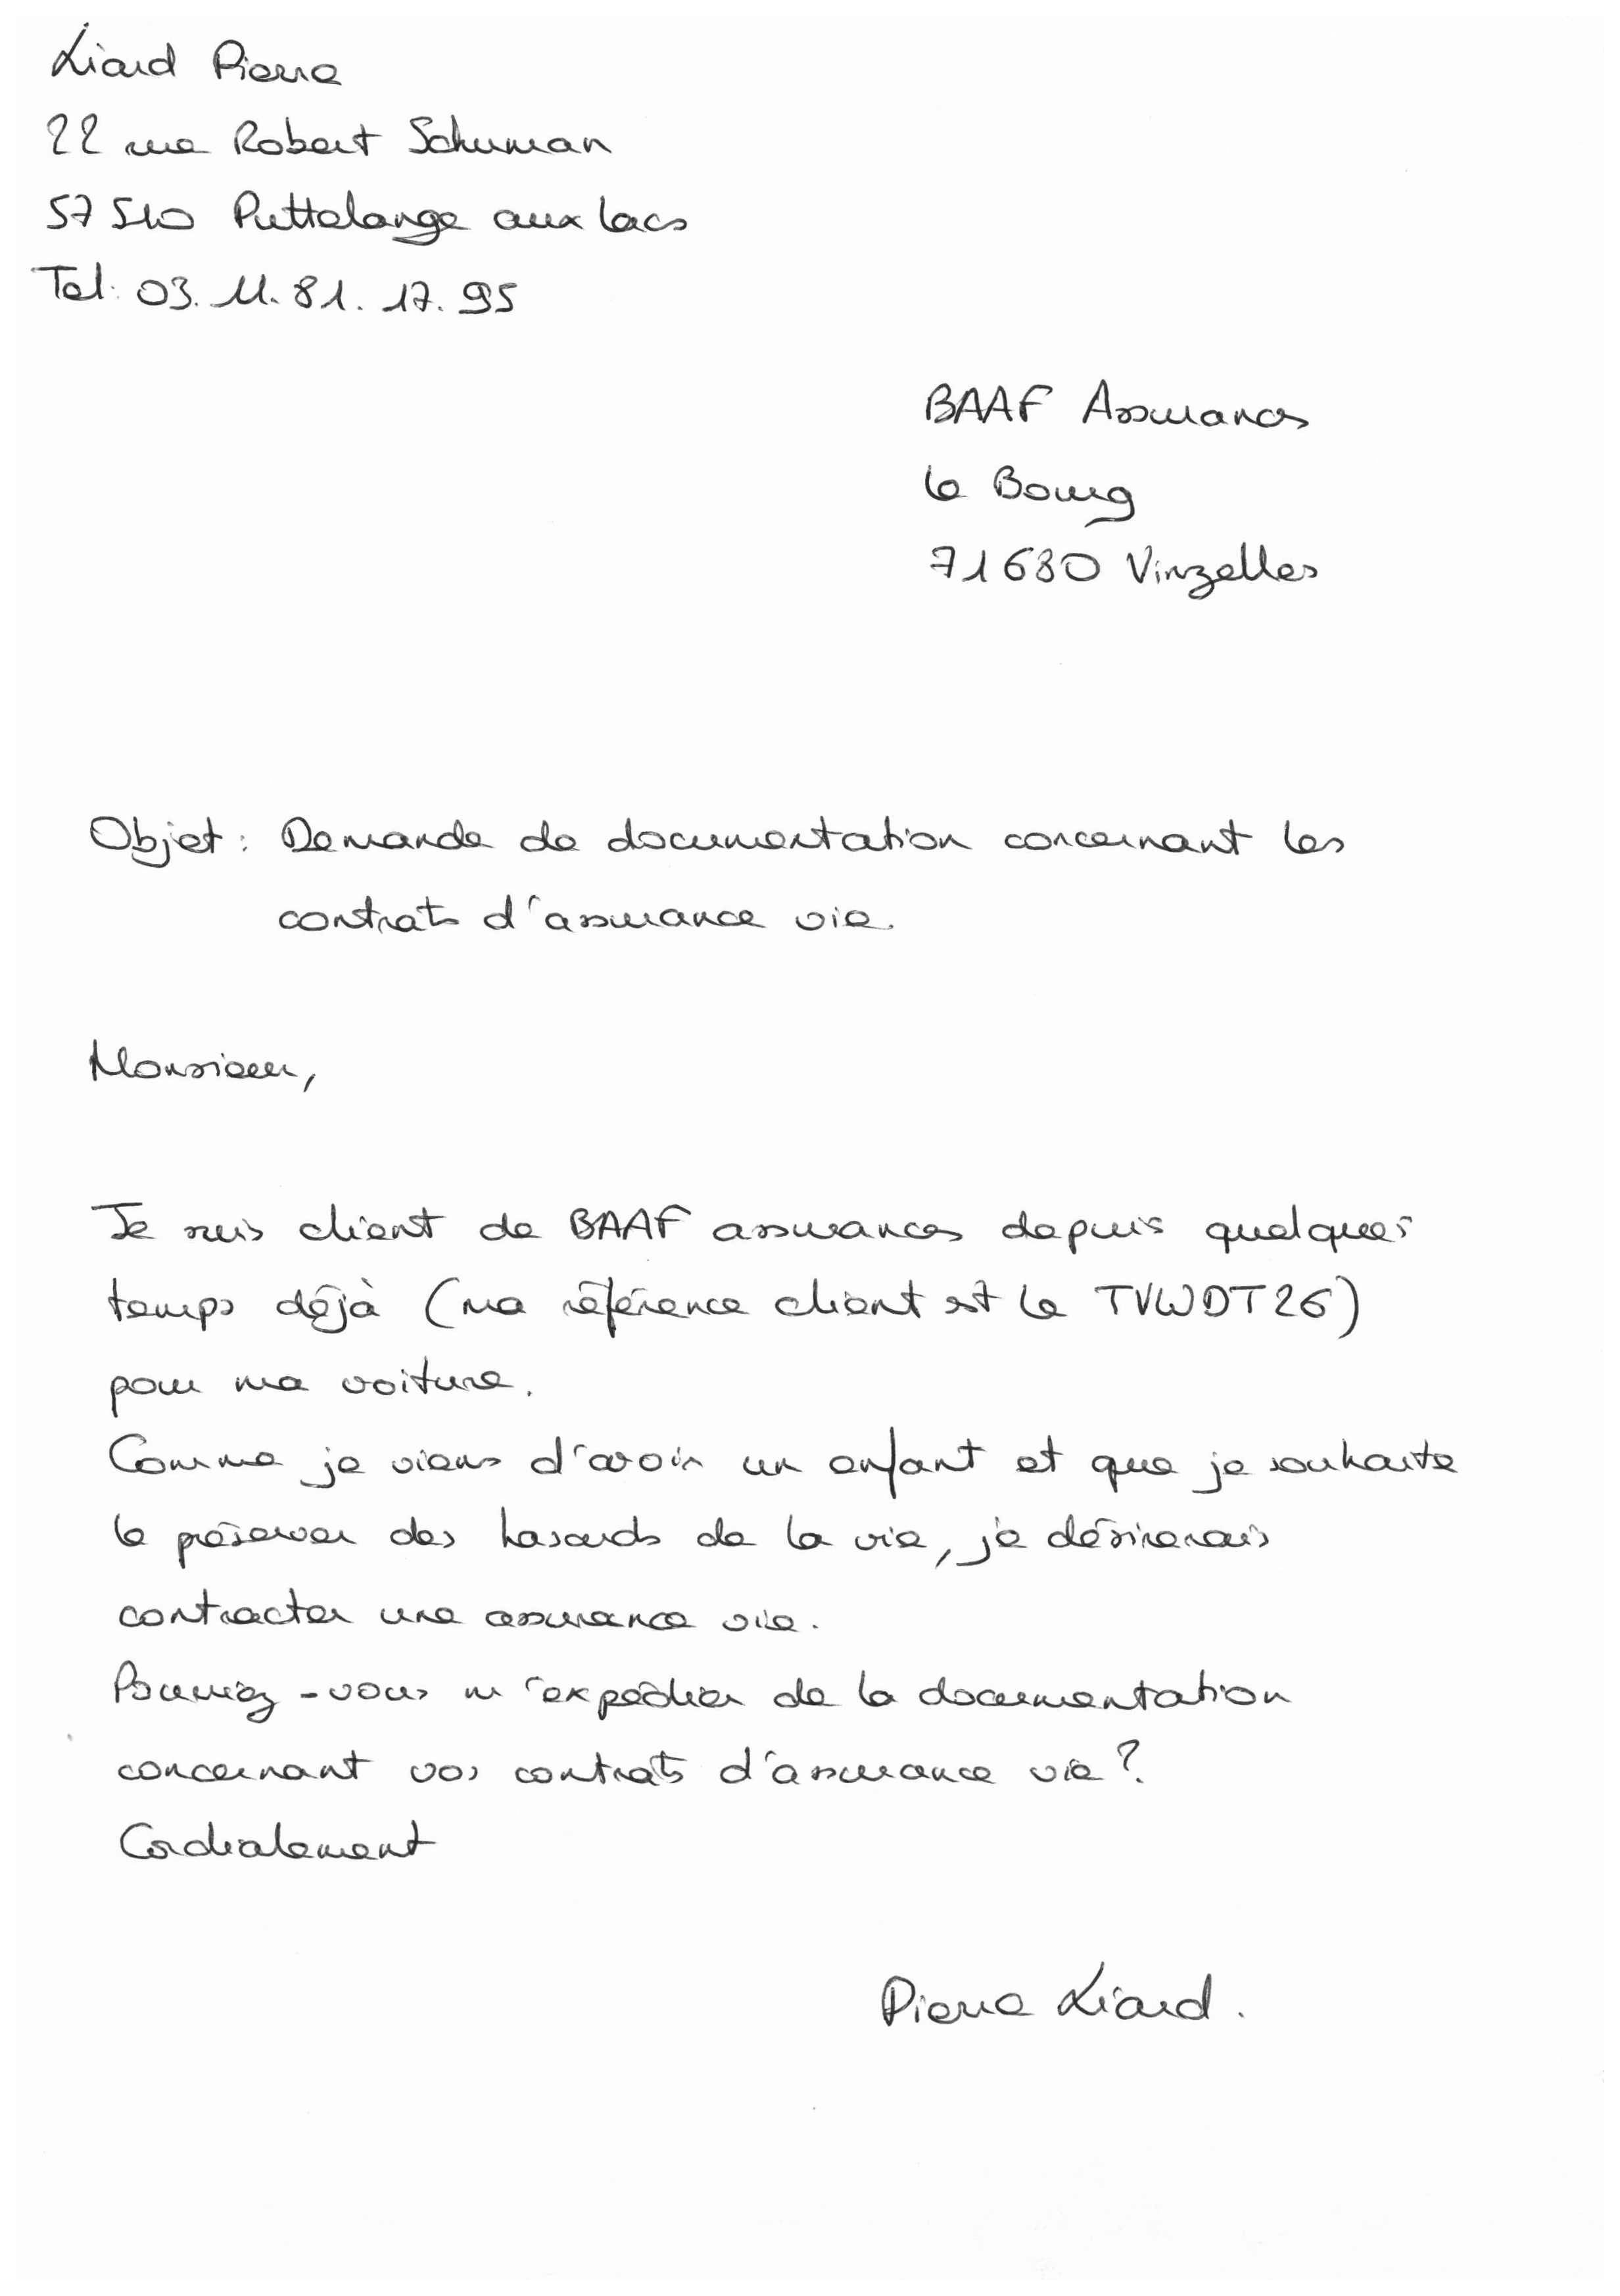 Liard Pierre
22 rue Robert Schuman
57510 Puttelange aux lacs
Tel: 03.11.81.17.95
BAAF Assurances
le Bourg
71680 Vinzelles
Objet: Demande de documentation concernant les
contrats d'assurance vie.
Monsieur,
Je suis client de BAAF assurances depuis quelques
temps déjà (ma référence client est le TVWDT26)
pour ma voiture.
Comme je viens d'avoir un enfant et que je souhaite
le préserver des hasards de la vie, je désirerais
contracter une assurance vie.
Pourriez-vous m'expédier de la documentation
concernant vos contrats d'assurance vie?
Cordialement
Pierre Liard.